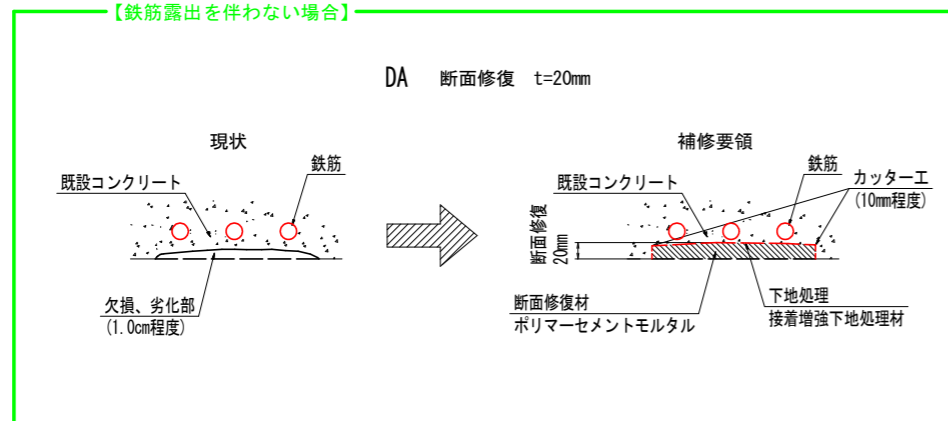 【鉄筋露出を伴わない場合】
DA 断面修復 t=20mm
現状
鉄筋
既設コンクリート
欠損、劣化部
(1.0cm程度)
補修要領
鉄筋
既設コンクリート
カッター工
(10mm程度)
断面修復
20mm
断面修復材
ポリマーセメントモルタル
下地処理
接着増強下地処理材